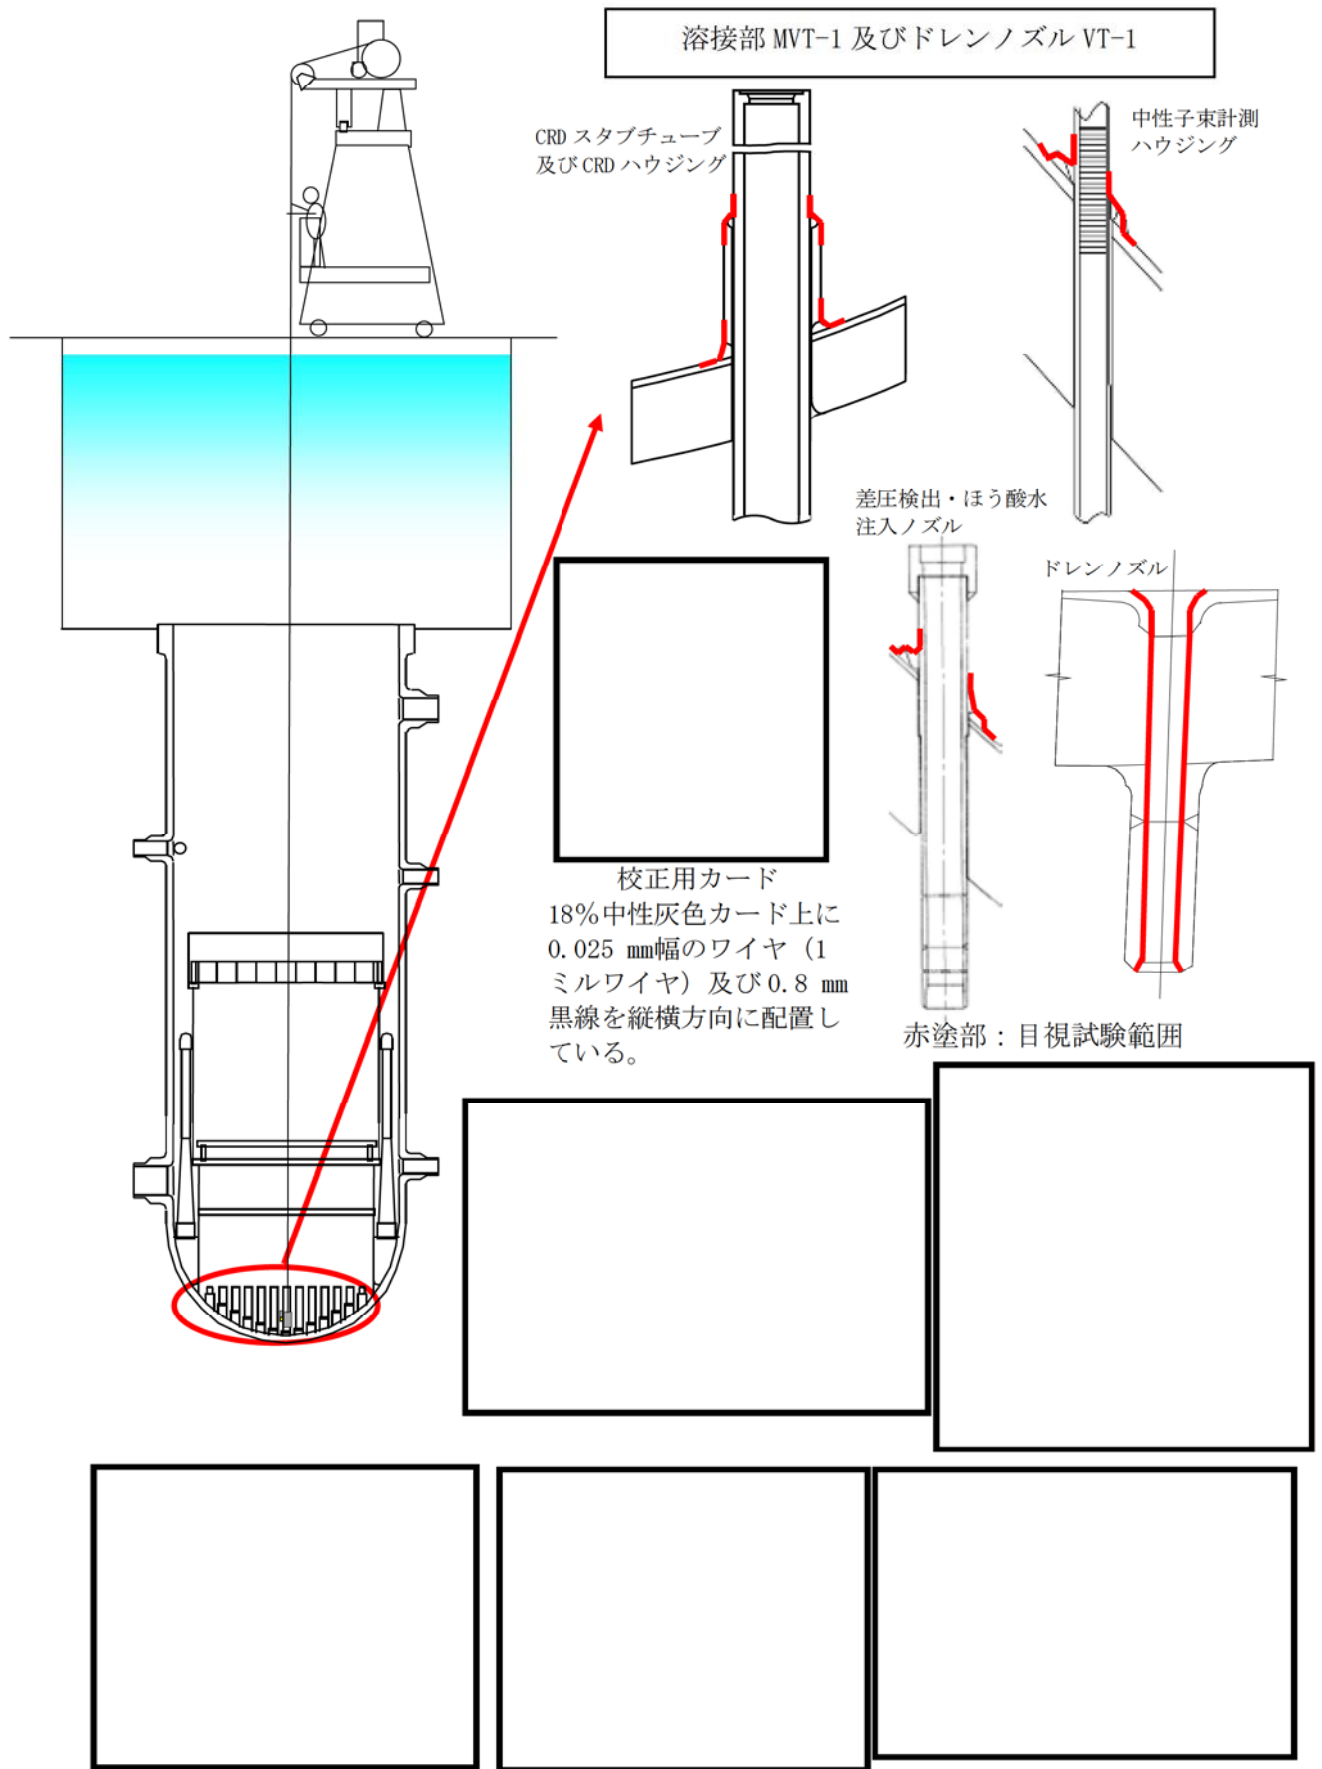 溶接部 MVT-1 及びドレンノズル VT-1
CRD スタブチューブ
及び CRD ハウジング
中性子束計測
ハウジング
差圧検出・ほう酸水
注入ノズル
ドレンノズル
校正用カード
18%中性灰色カード上に
0.025 mm幅のワイヤ（1
ミルワイヤ）及び 0.8 mm
黒線を縦横方向に配置し
ている。
赤塗部：目視試験範囲